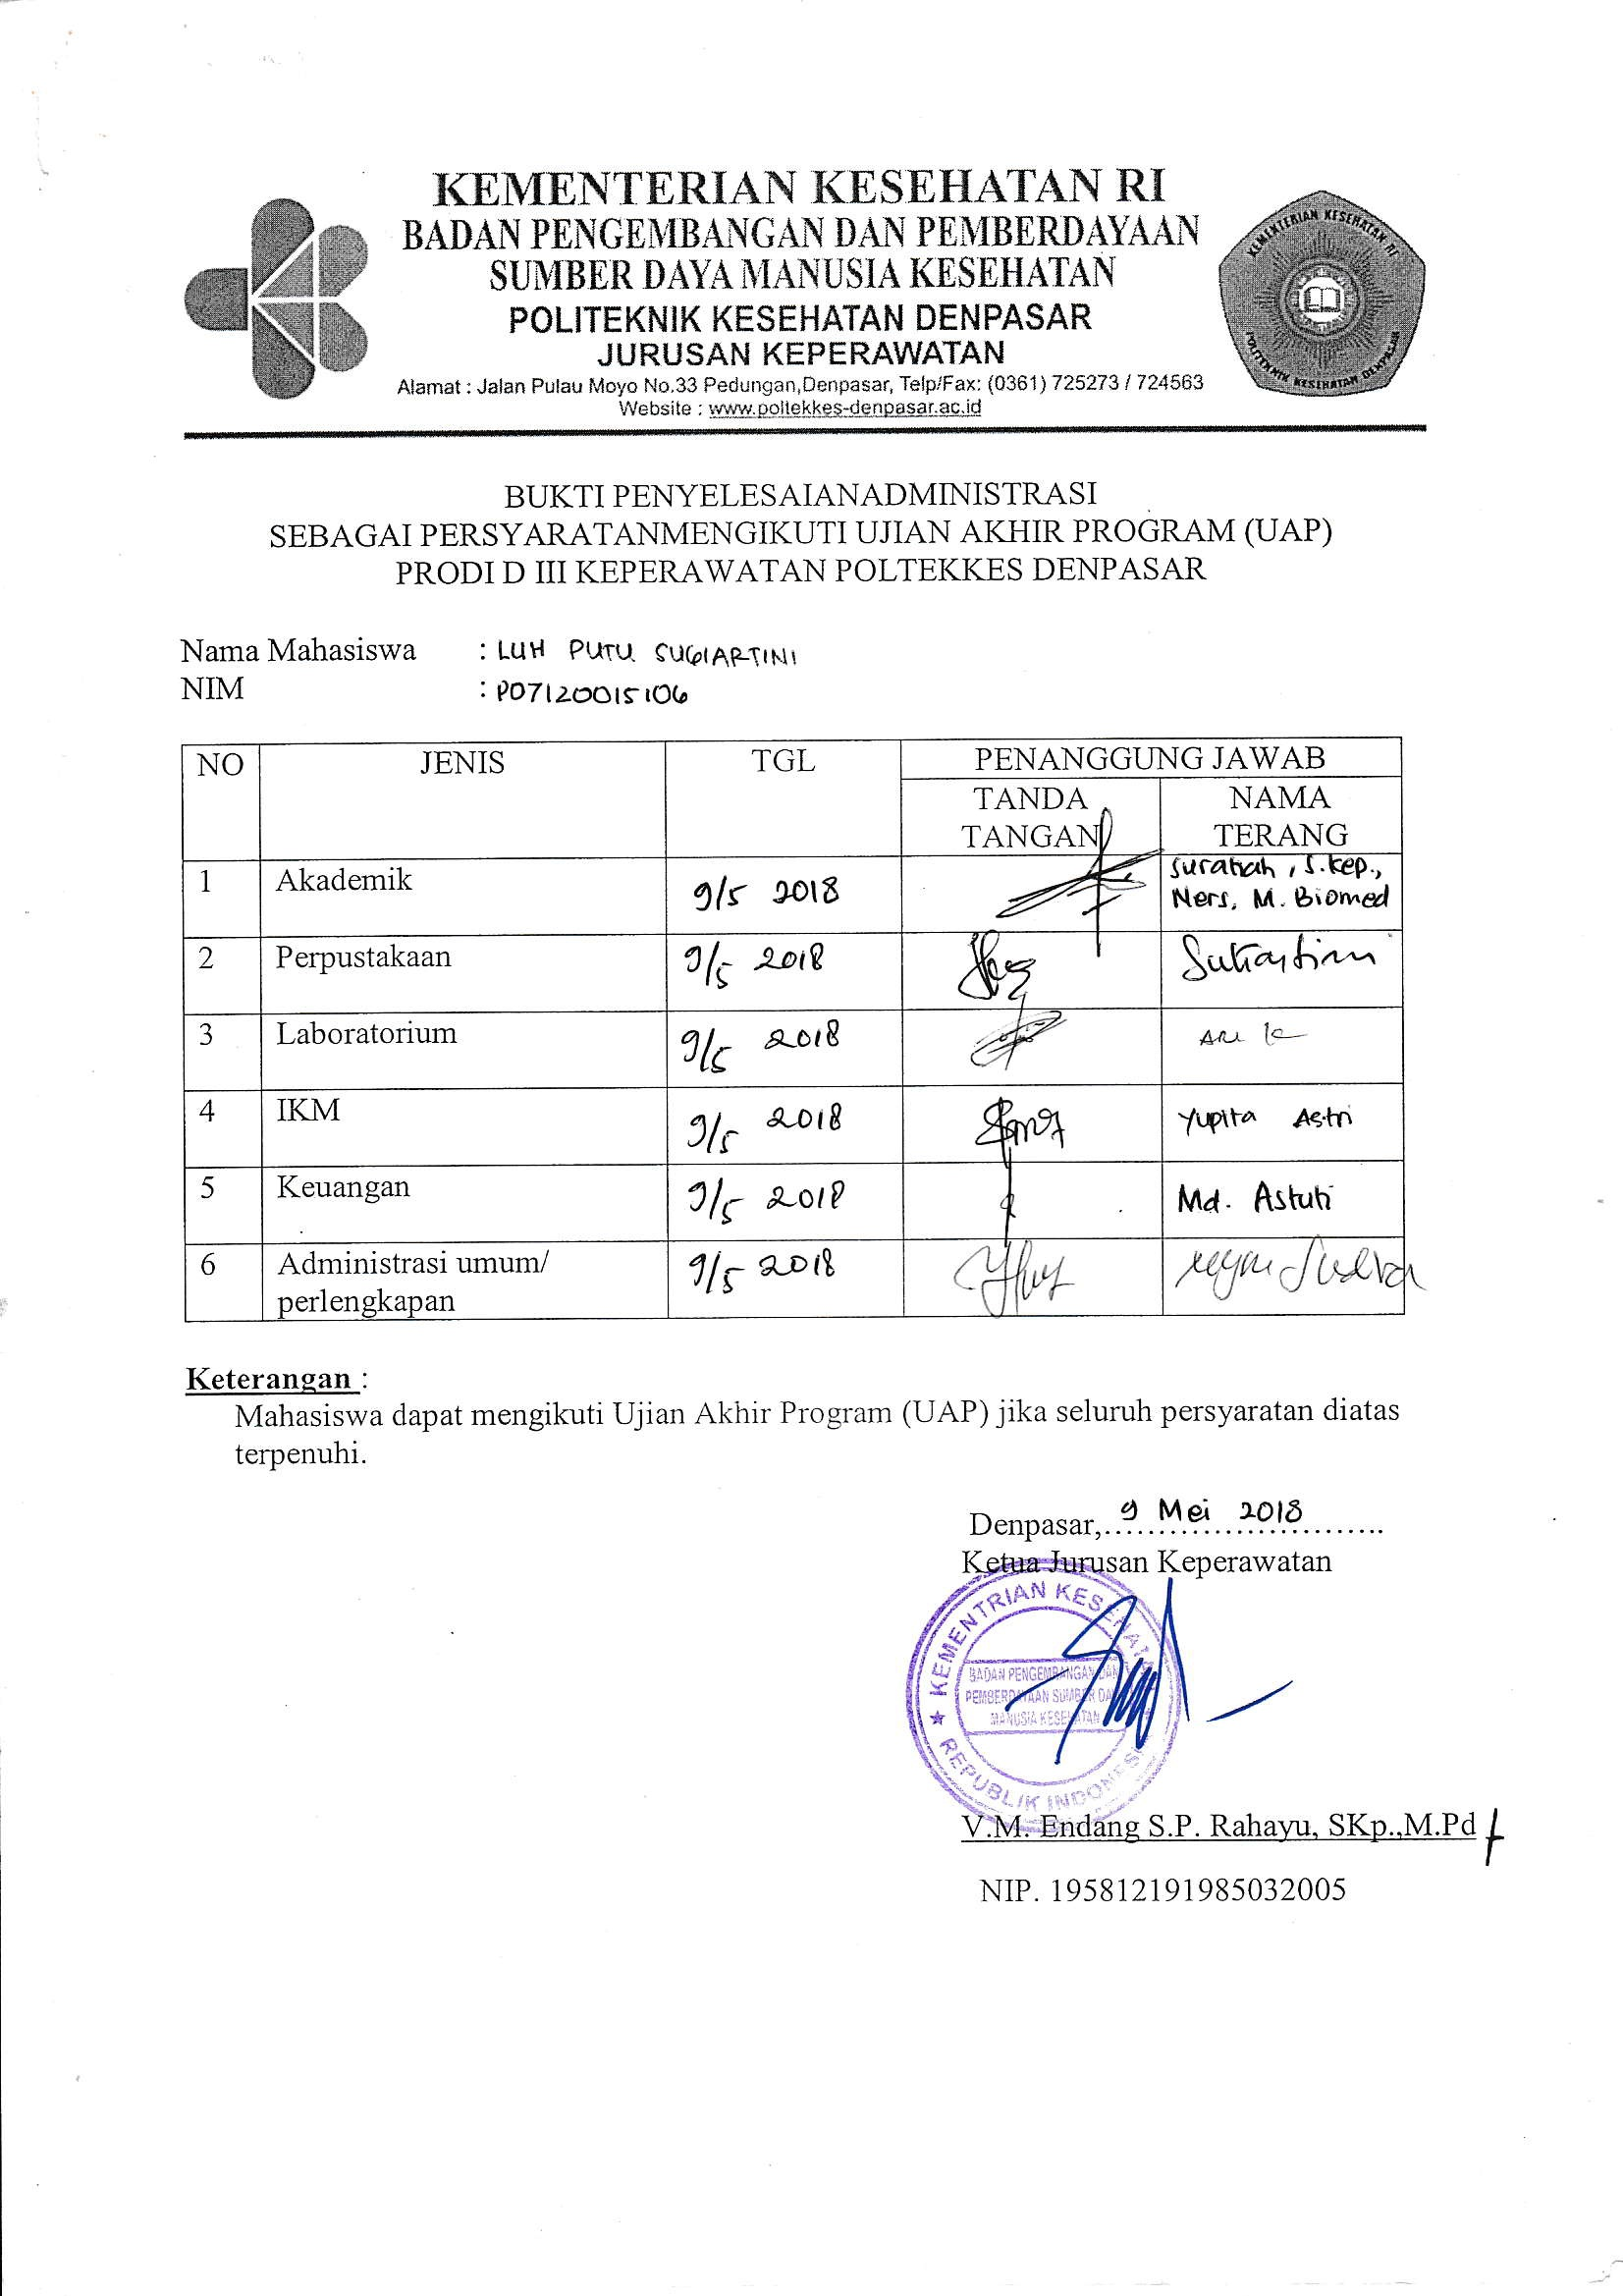 KEMENTERIAN KESEHATAN RI
BADAN PENGEMBANGAN DAN PEMBERDAYAAN
SUMBER DAYA MANUSIA KESEHATAN
POLITEKNIK KESEHATAN DENPASAR
JURUSAN KEPERAWATAN
Alamat : Jalan Pulau Moyo No.33 Pedungan,Denpasar, Telp/Fax: (0361) 725273 / 724563
Website : www.poltekkes-denpasar.ac.id
KEMENTERIAN KESEHATAN RI
POLITEKNIK KESEHATAN DENPASAR
BUKTI PENYELESAIANADMINISTRASI
SEBAGAI PERSYARATANMENGIKUTI UJIAN AKHIR PROGRAM (UAP)
PRODI D III KEPERAWATAN POLTEKKES DENPASAR
Nama Mahasiswa : LUH PUTU SUGIARTINI
NIM : P07120015106
NO JENIS TGL PENANGGUNG JAWAB
TANDA TANGAN NAMA TERANG
1 Akademik 9/5 2018 Suratiah, S.Kep., Ners, M. Biomed
2 Perpustakaan 9/5 2018
3 Laboratorium 9/5 2018 ARI K
4 IKM 9/5 2018 Yupita Astri
5 Keuangan 9/5 2018 Md. Astuti
6 Administrasi umum/ perlengkapan 9/5 2018
Keterangan :
Mahasiswa dapat mengikuti Ujian Akhir Program (UAP) jika seluruh persyaratan diatas
terpenuhi.
Denpasar, 9 Mei 2018
Ketua Jurusan Keperawatan
KEMENTRIAN KESEHATAN
BADAN PENGEMBANGAN DAN
PEMBERDAYAAN SUMBER DAYA
MANUSIA KESEHATAN
REPUBLIK INDONESIA
V.M. Endang S.P. Rahayu, SKp.,M.Pd
NIP. 195812191985032005